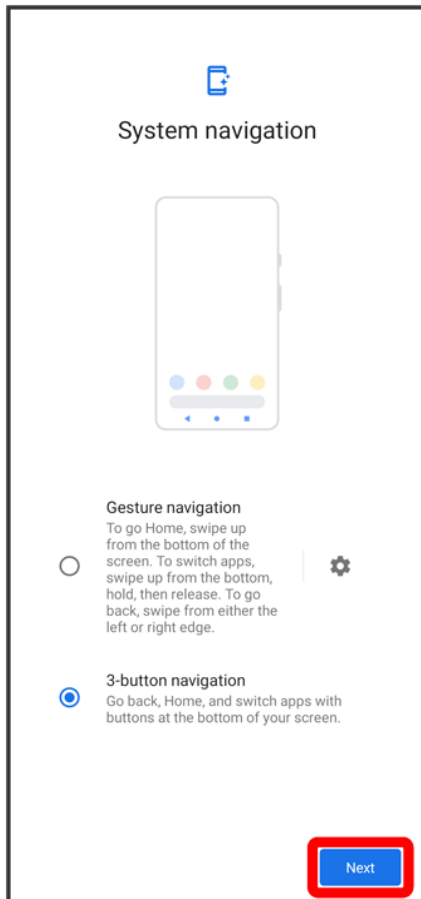 System navigation
Gesture navigation
To go Home, swipe up
from the bottom of the
screen. To switch apps,
swipe up from the bottom,
hold, then release. To go
back, swipe from either the
left or right edge.
3-button navigation
Go back, Home, and switch apps with
buttons at the bottom of your screen.
Next